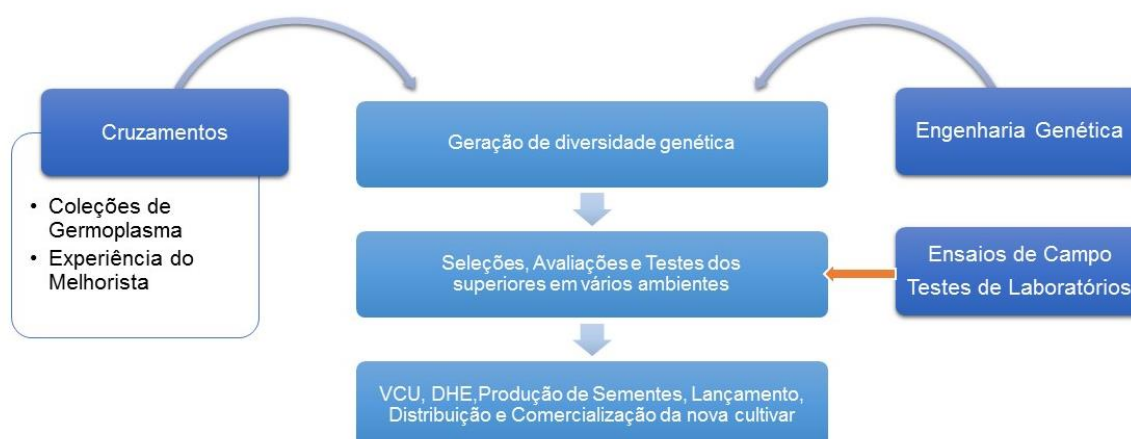 Cruzamentos
• Coleções de
Germoplasma
• Experiência do
Melhorista
Geração de diversidade genética
Engenharia Genética
Seleções, Avaliações e Testes dos
superiores em vários ambientes
Ensaios de Campo
Testes de Laboratórios
VCU, DHE,Produção de Sementes, Lançamento,
Distribuição e Comercialização da nova cultivar